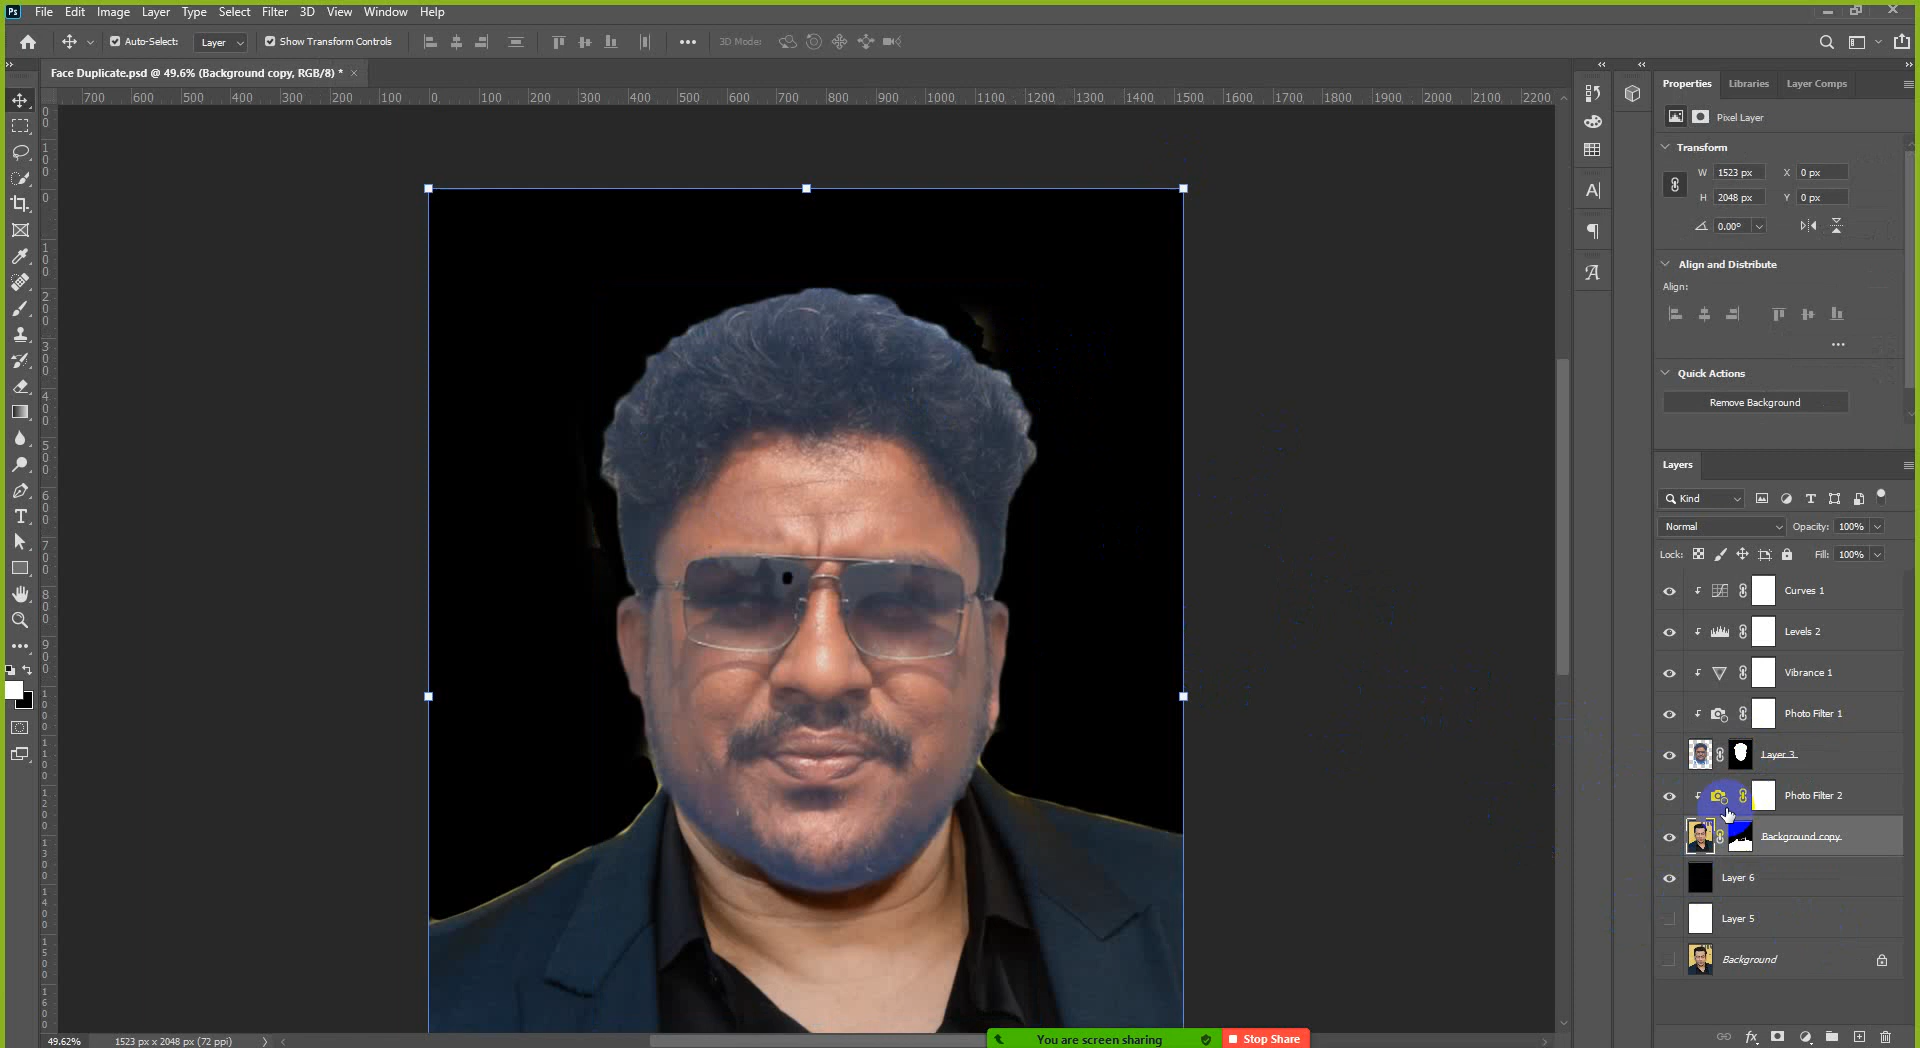 Ps File Edit Image Layer Type Select Filter 3D View Window Help
Auto-Select: Layer Show Transform Controls 3D Mode:
Face Duplicate.psd @ 49.6% (Background copy, RGB/8) *
700 600 500 400 300 200 100 0 100 200 300 400 500 600 700 800 900 1000 1100 1200 1300 1400 1500 1600 1700 1800 1900 2000 2100 2200
Properties Libraries Layer Comps
Pixel Layer
Transform
W 1523 px X 0 px
H 2048 px Y 0 px
0.00°
Align and Distribute
Align:
Quick Actions
Remove Background
Layers
Kind
Normal Opacity: 100%
Lock: Fill: 100%
Curves 1
Levels 2
Vibrance 1
Photo Filter 1
Layer 3
Photo Filter 2
Background copy
Layer 6
Layer 5
Background
49.62% 1523 px x 2048 px (72 ppi)
You are screen sharing Stop Share